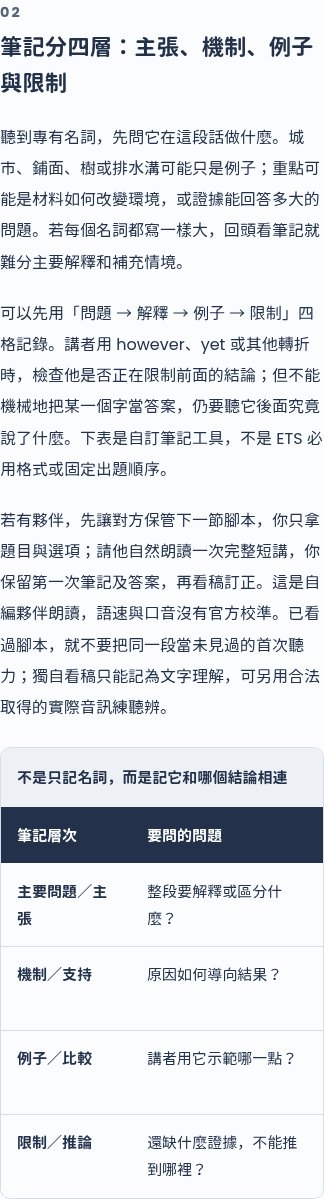 02
筆記分四層：主張、機制、例子
與限制
聽到專有名詞，先問它在這段話做什麼。城
市、鋪面、樹或排水溝可能只是例子；重點可
能是材料如何改變環境，或證據能回答多大的
問題。若每個名詞都寫一樣大，回頭看筆記就
難分主要解釋和補充情境。
可以先用「問題 → 解釋 → 例子 → 限制」四
格記錄。講者用 however、yet 或其他轉折
時，檢查他是否正在限制前面的結論；但不能
機械地把某一個字當答案，仍要聽它後面究竟
說了什麼。下表是自訂筆記工具，不是 ETS 必
用格式或固定出題順序。
若有夥伴，先讓對方保管下一節腳本，你只拿
題目與選項；請他自然朗讀一次完整短講，你
保留第一次筆記及答案，再看稿訂正。這是自
編夥伴朗讀，語速與口音沒有官方校準。已看
過腳本，就不要把同一段當未見過的首次聽
力；獨自看稿只能記為文字理解，可另用合法
取得的實際音訊練聽辨。
不是只記名詞，而是記它和哪個結論相連
筆記層次 要問的問題
主要問題／主 整段要解釋或區分什
張 麼？
機制／支持 原因如何導向結果？
例子／比較 講者用它示範哪一點？
限制／推論 還缺什麼證據，不能推
到哪裡？